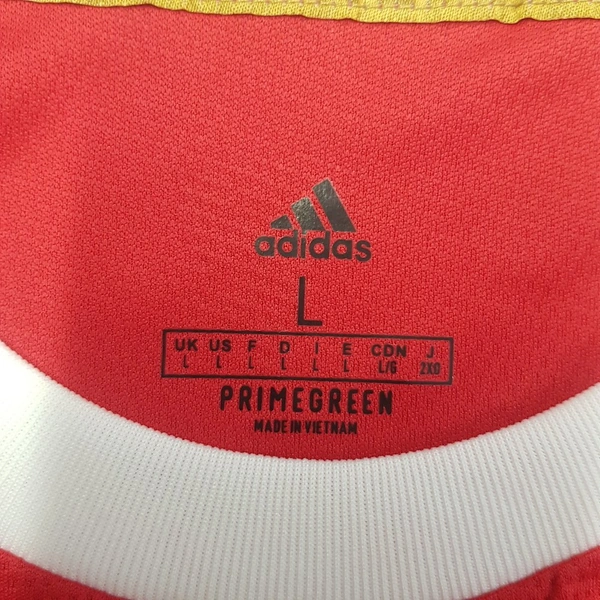 adidas
L
UK US F D I E CDN J
L L L L L L L/G 2XO
PRIMEGREEN
MADE IN VIETNAM